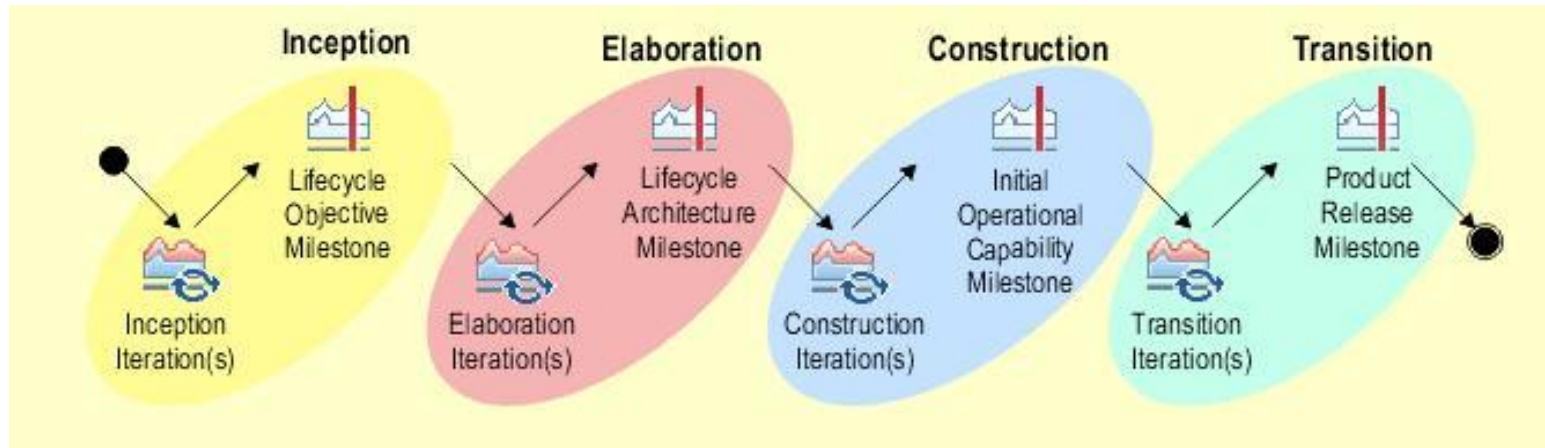 Inception
Lifecycle
Objective
Milestone
Inception
Iteration(s)
Elaboration
Lifecycle
Architecture
Milestone
Elaboration
Iteration(s)
Construction
Initial
Operational
Capability
Milestone
Construction
Iteration(s)
Transition
Product
Release
Milestone
Transition
Iteration(s)